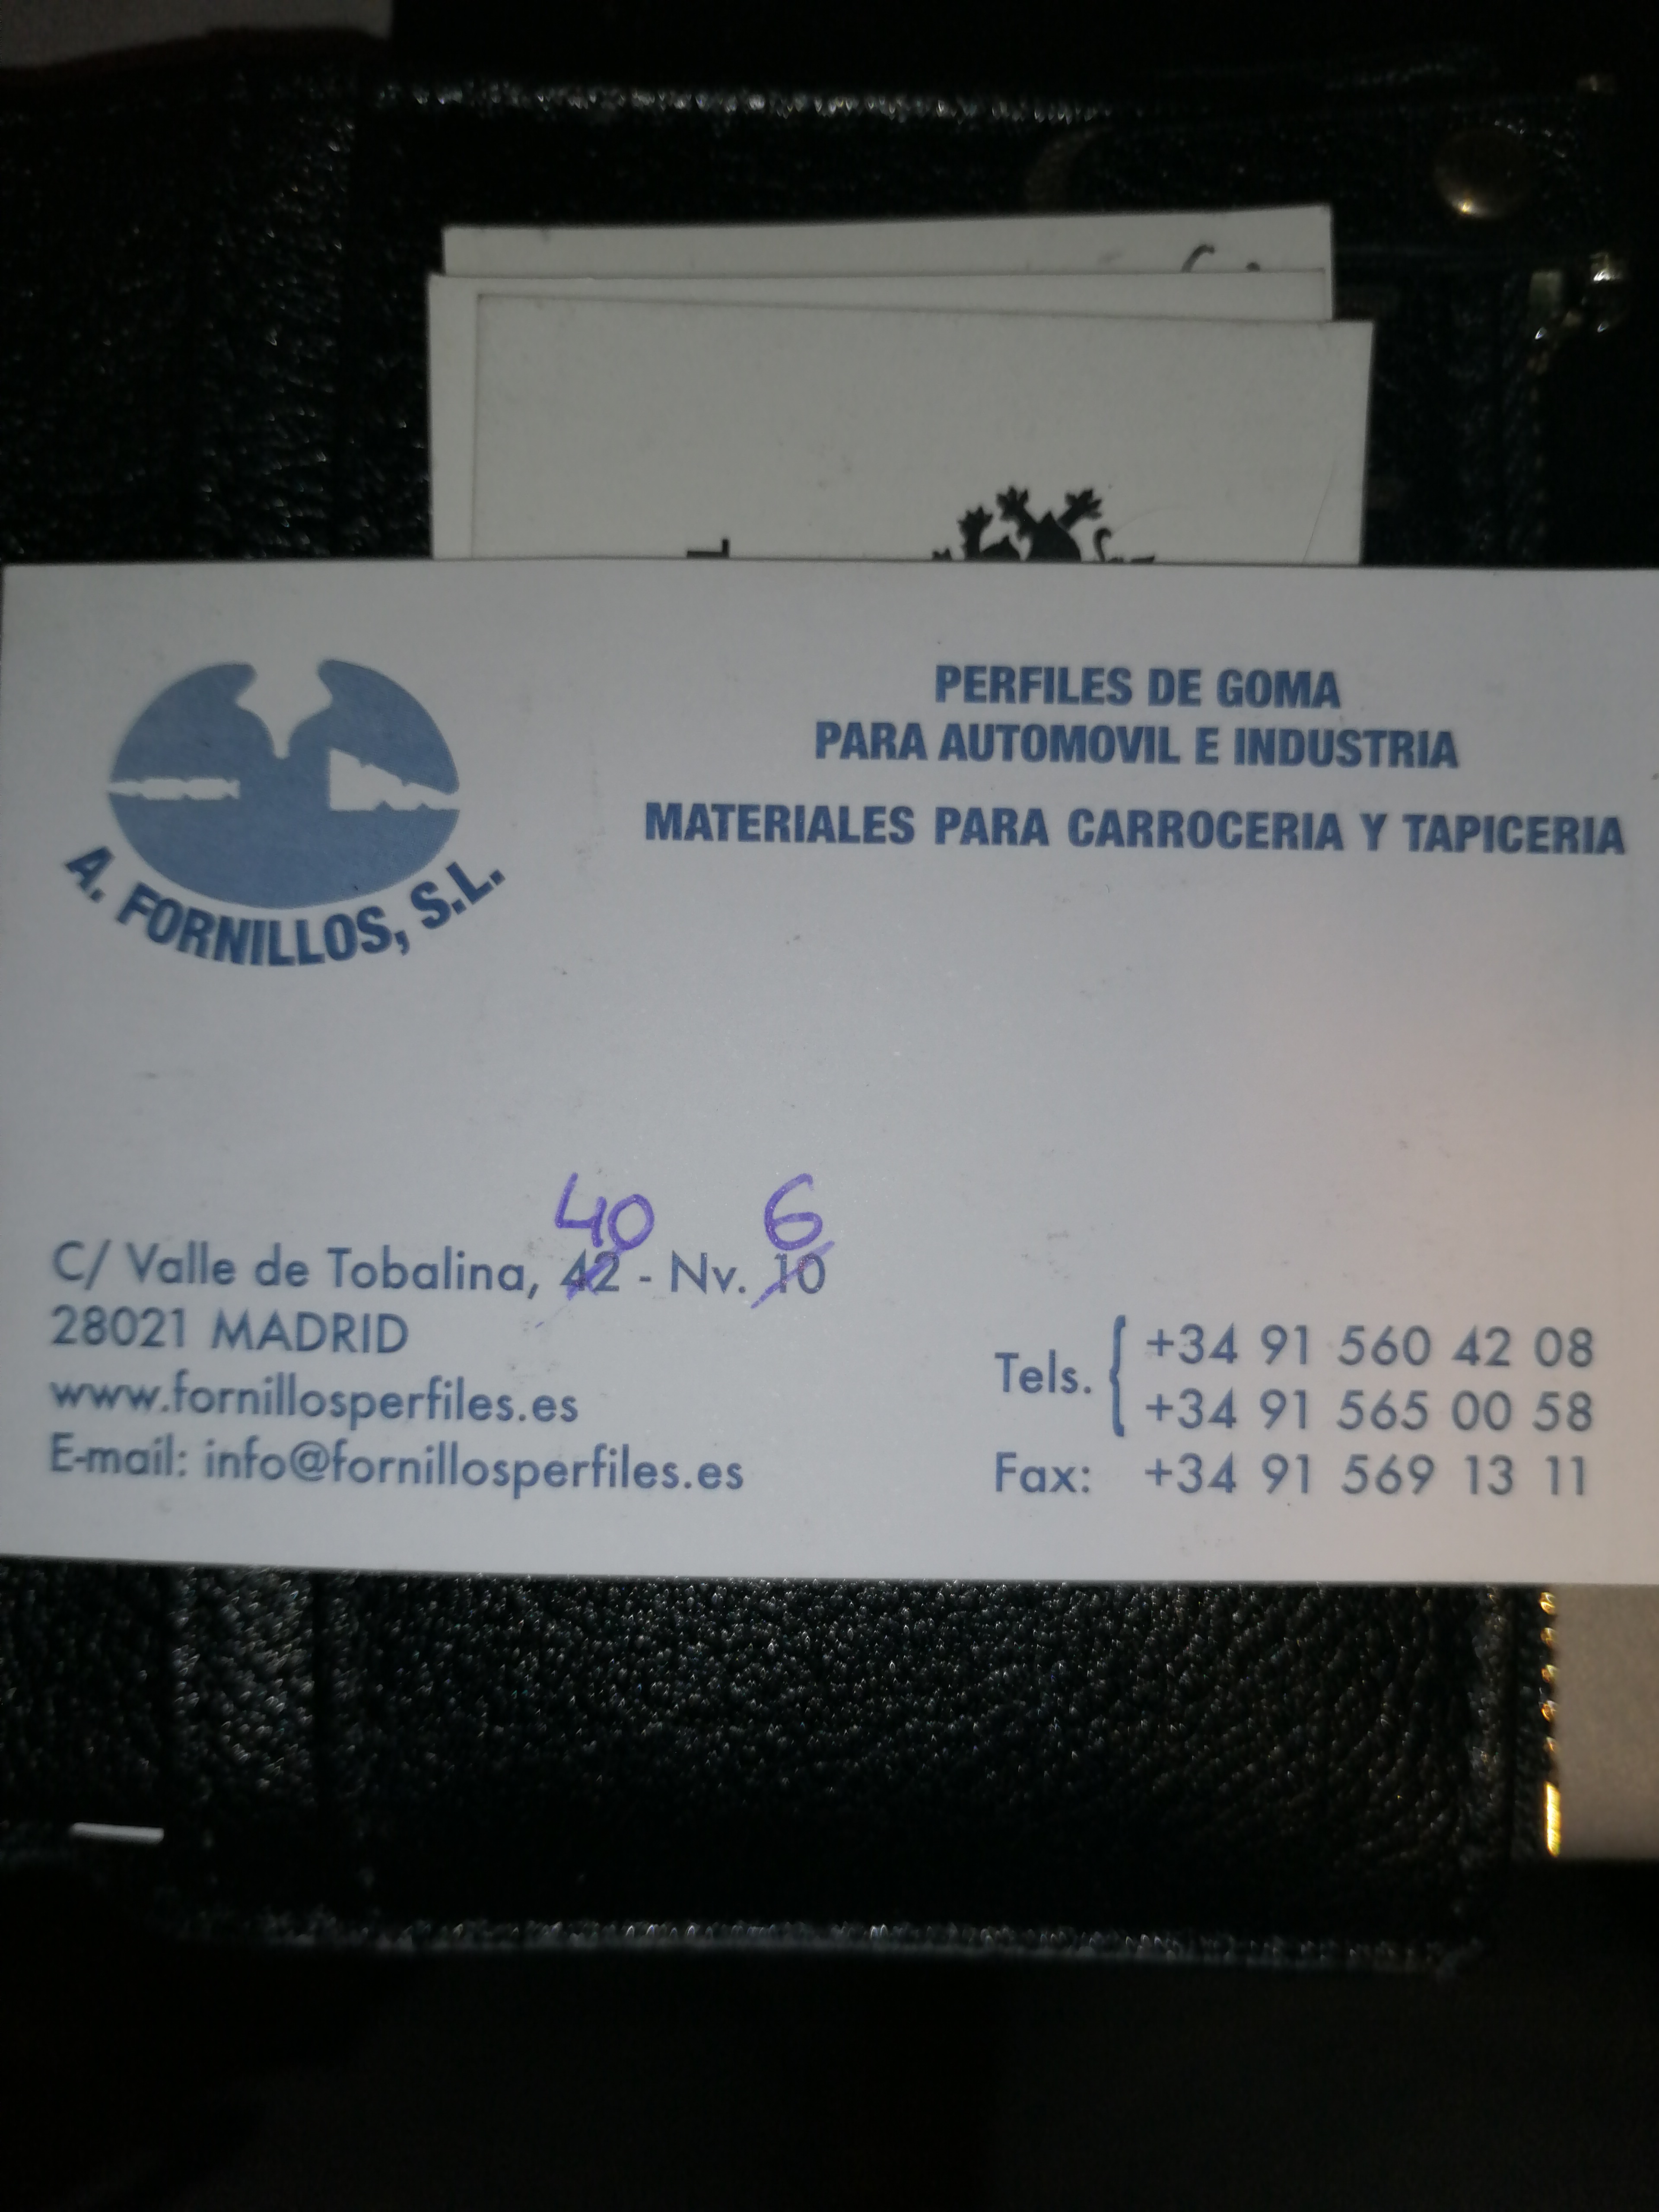 A. FORNILLOS, S.L.
PERFILES DE GOMA
PARA AUTOMOVIL E INDUSTRIA
MATERIALES PARA CARROCERIA Y TAPICERIA
40 6
C/ Valle de Tobalina, 42 - Nv. 10
28021 MADRID
www.fornillosperfiles.es
E-mail: info@fornillosperfiles.es
Tels. +34 91 560 42 08
+34 91 565 00 58
Fax: +34 91 569 13 11